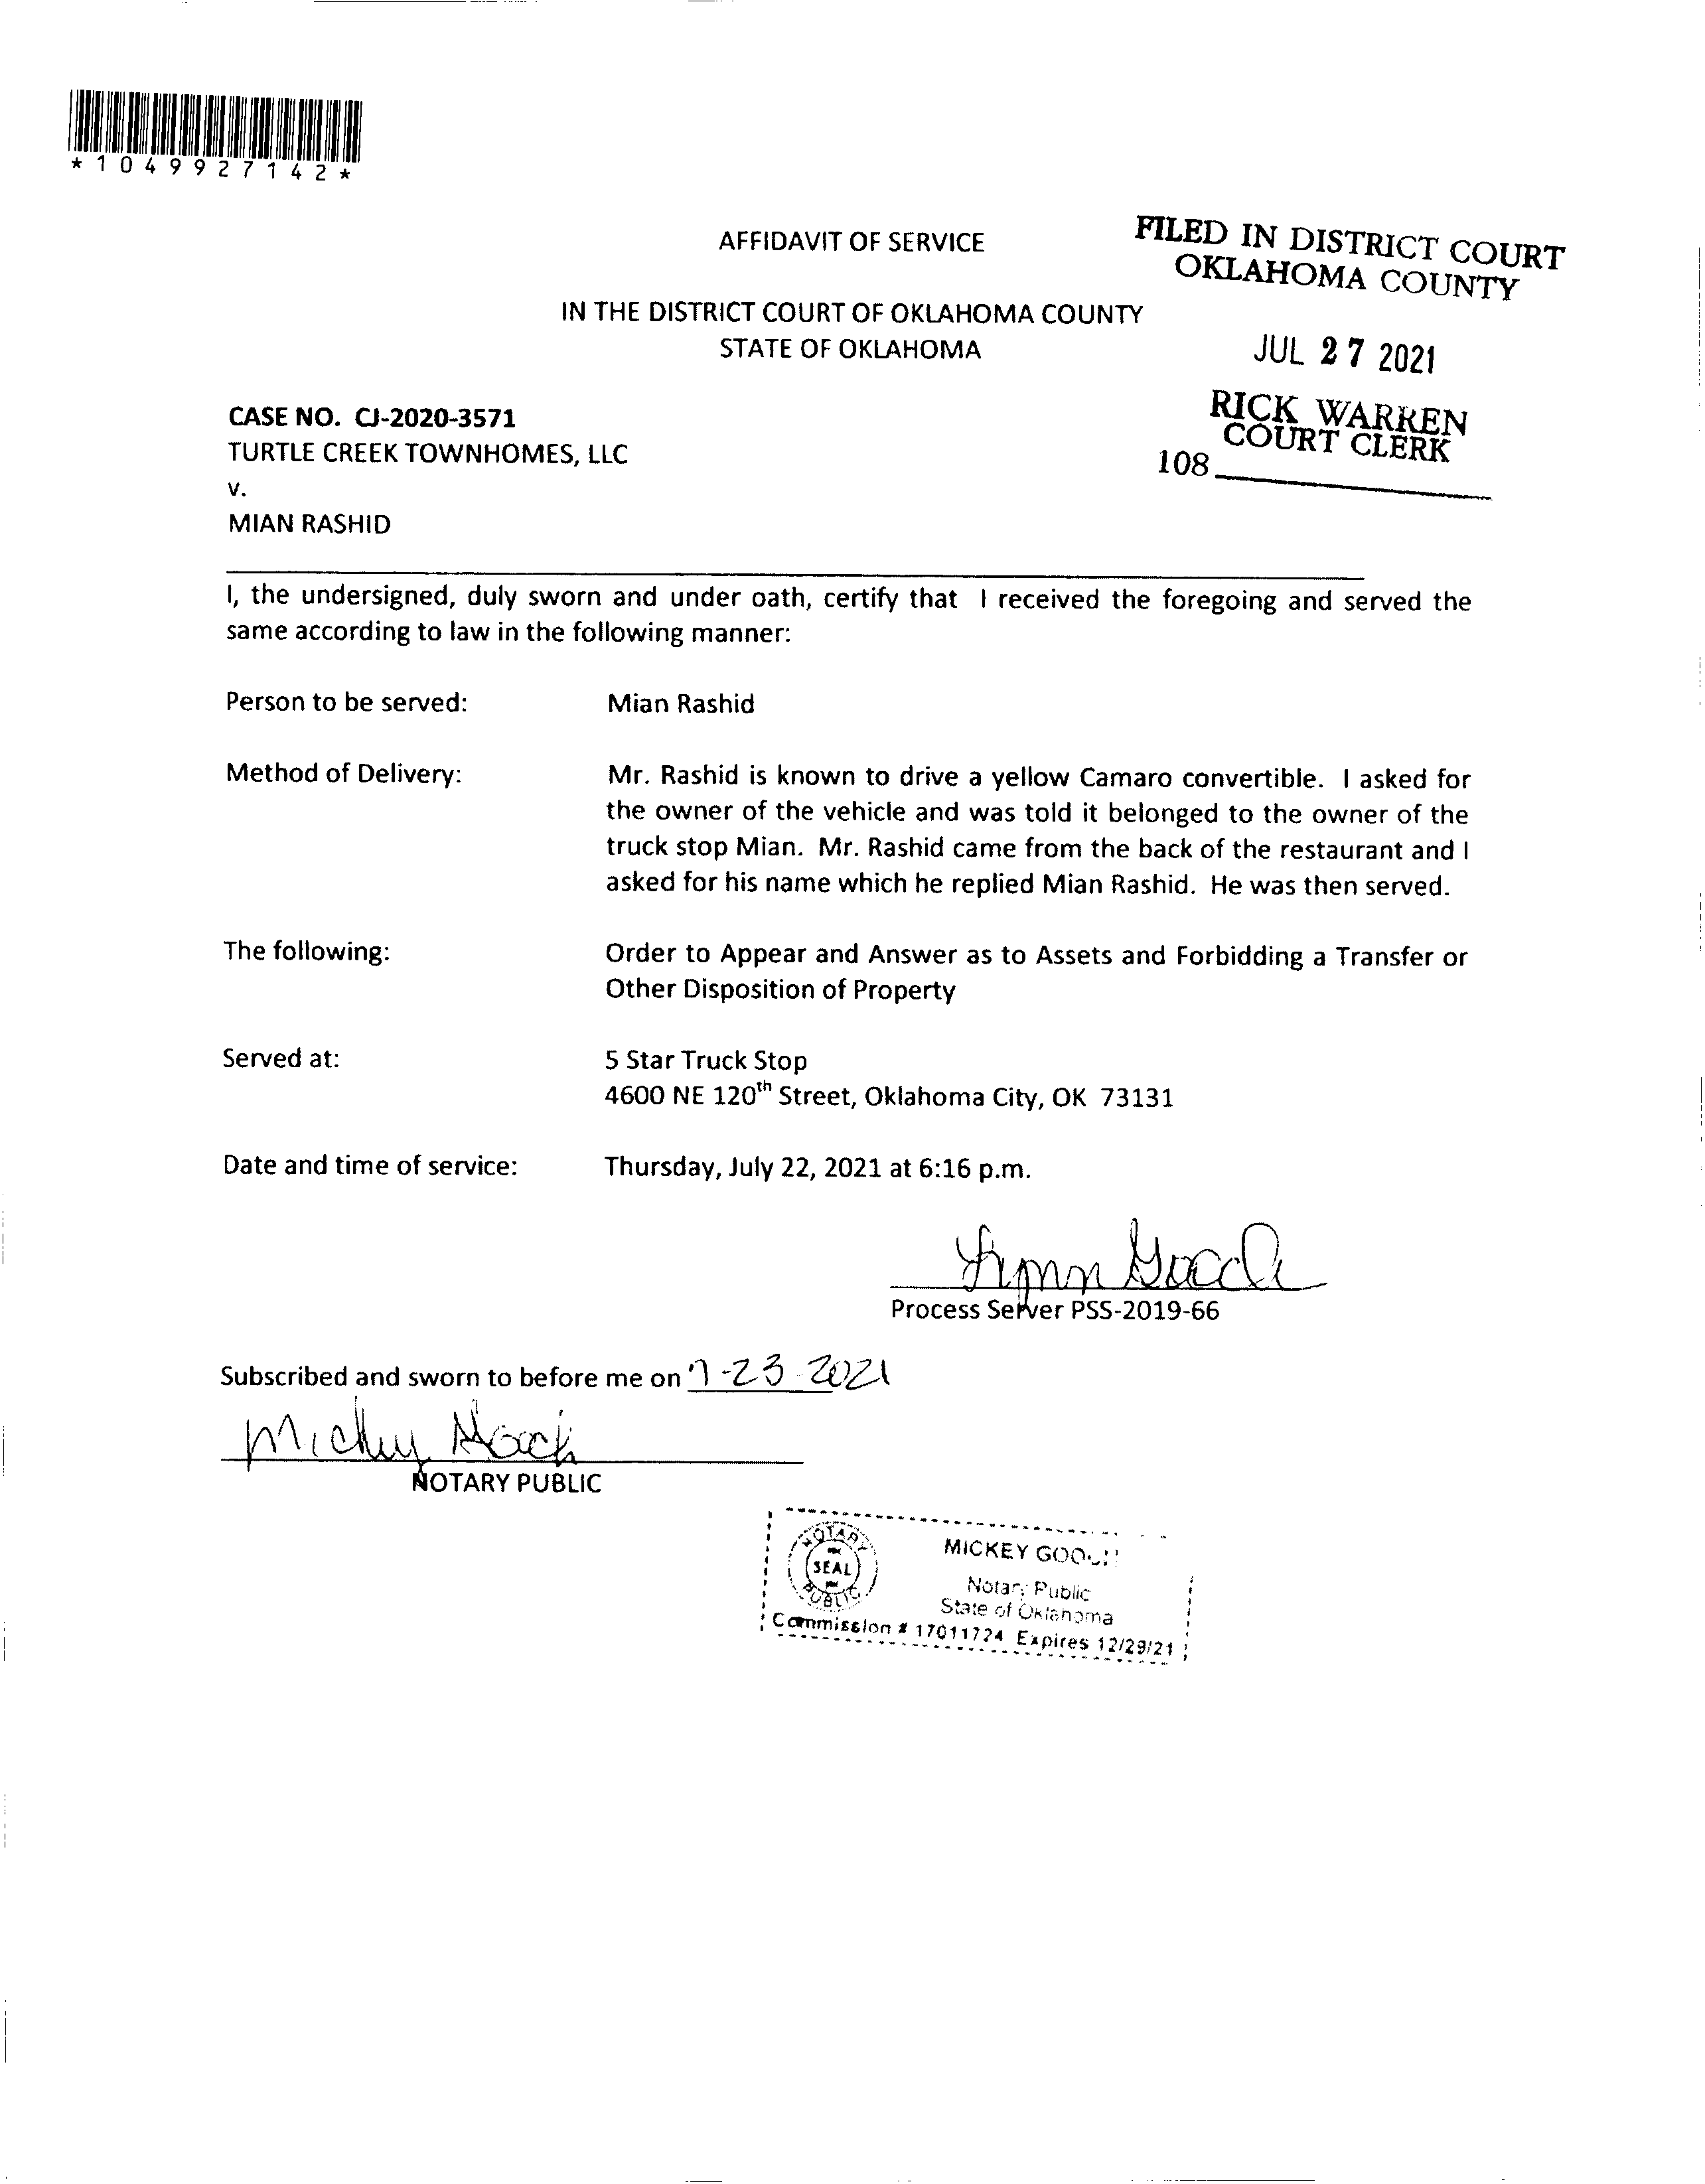 *1049927142*
AFFIDAVIT OF SERVICE
FILED IN DISTRICT COURT
OKLAHOMA COUNTY
IN THE DISTRICT COURT OF OKLAHOMA COUNTY
STATE OF OKLAHOMA
JUL 27 2021
RICK WARREN
COURT CLERK
108
CASE NO. CJ-2020-3571
TURTLE CREEK TOWNHOMES, LLC
v.
MIAN RASHID
I, the undersigned, duly sworn and under oath, certify that I received the foregoing and served the
same according to law in the following manner:
Person to be served: Mian Rashid
Method of Delivery: Mr. Rashid is known to drive a yellow Camaro convertible. I asked for
the owner of the vehicle and was told it belonged to the owner of the
truck stop Mian. Mr. Rashid came from the back of the restaurant and I
asked for his name which he replied Mian Rashid. He was then served.
The following: Order to Appear and Answer as to Assets and Forbidding a Transfer or
Other Disposition of Property
Served at: 5 Star Truck Stop
4600 NE 120th Street, Oklahoma City, OK 73131
Date and time of service: Thursday, July 22, 2021 at 6:16 p.m.
Process Server PSS-2019-66
Subscribed and sworn to before me on 7-23-2021
Mickey Gooch
NOTARY PUBLIC
NOTARY
SEAL
PUBLIC
MICKEY GOOCH
Notary Public
State of Oklahoma
Commission # 17011724 Expires 12/29/21